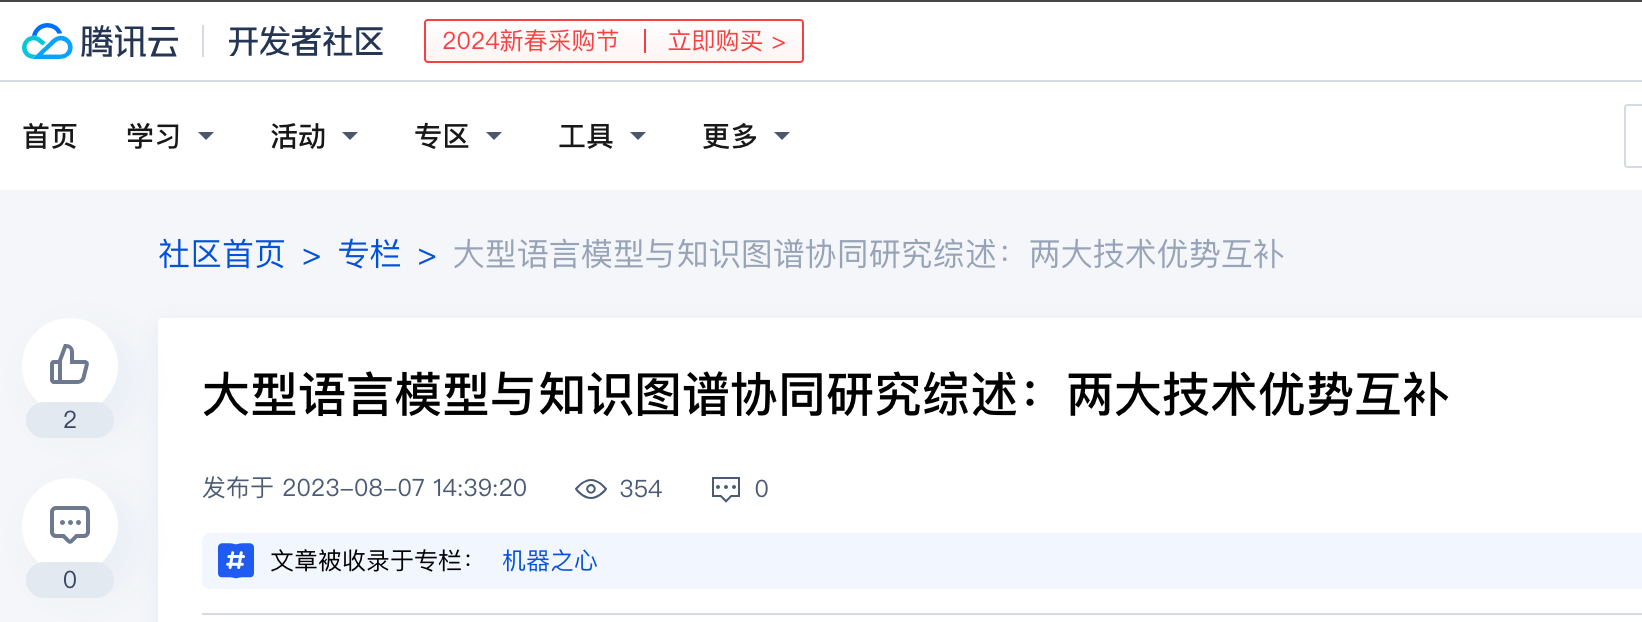 腾讯云 开发者社区 2024新春采购节 | 立即购买 >
首页 学习 活动 专区 工具 更多
社区首页 > 专栏 > 大型语言模型与知识图谱协同研究综述：两大技术优势互补
大型语言模型与知识图谱协同研究综述：两大技术优势互补
2
发布于 2023-08-07 14:39:20 354 0
# 文章被收录于专栏： 机器之心
0